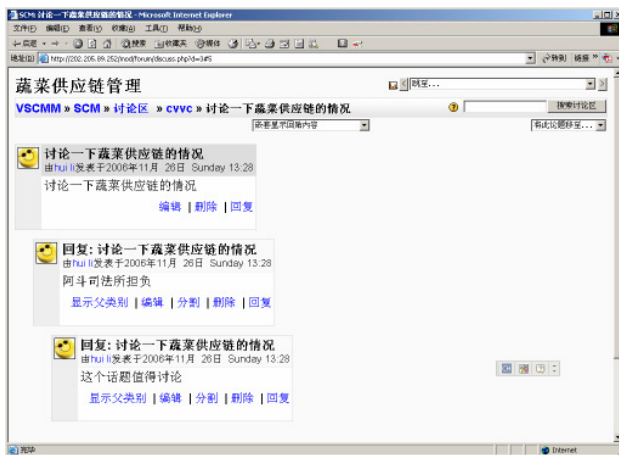 SCM: 讨论一下蔬菜供应链的情况 - Microsoft Internet Explorer
文件(F) 编辑(E) 查看(V) 收藏(A) 工具(T) 帮助(H)
后退 搜索 收藏夹 媒体
地址(D) http://202.205.89.252/mod/forum/discuss.php?d=3#5 转到 链接 »
蔬菜供应链管理 跳至...
VSCMM » SCM » 讨论区 » cvvc » 讨论一下蔬菜供应链的情况 搜索讨论区
嵌套显示回第内容 将此话题移至...
讨论一下蔬菜供应链的情况
由hui li发表于2006年11月 26日 Sunday 13:28
讨论一下蔬菜供应链的情况
编辑 | 删除 | 回复
回复: 讨论一下蔬菜供应链的情况
由hui li发表于2006年11月 26日 Sunday 13:28
阿斗司法所担负
显示父类别 | 编辑 | 分割 | 删除 | 回复
回复: 讨论一下蔬菜供应链的情况
由hui li发表于2006年11月 26日 Sunday 13:28
这个话题值得讨论
显示父类别 | 编辑 | 分割 | 删除 | 回复
完毕 Internet